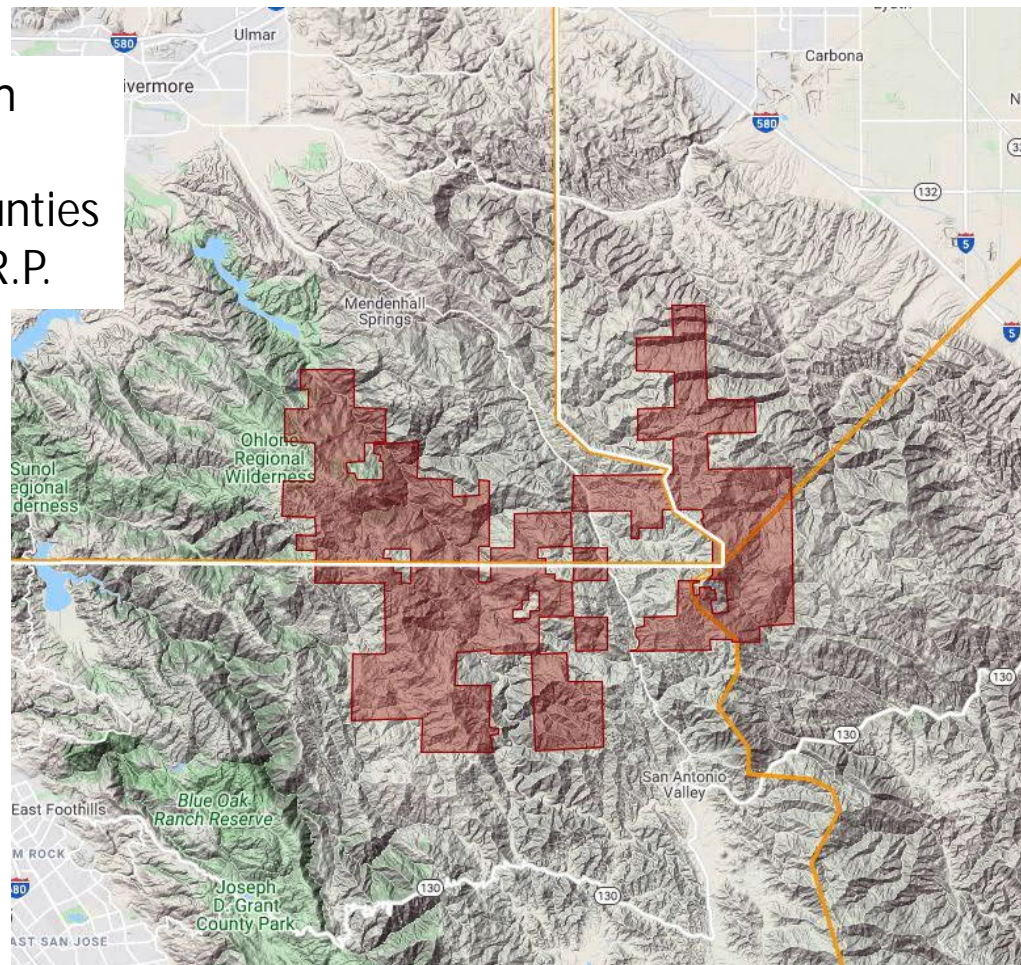 Ulmar
580
ivermore
n
unties
R.P.
Carbona
580
N
33
132
5
5
Mendenhall
Springs
Ohlone
Regional
Wilderness
Sunol
egional
derness
130
130
San Antonio
Valley
East Foothills
Blue Oak
Ranch Reserve
M ROCK
80
Joseph
D. Grant
County Park
130
130
AST SAN JOSE